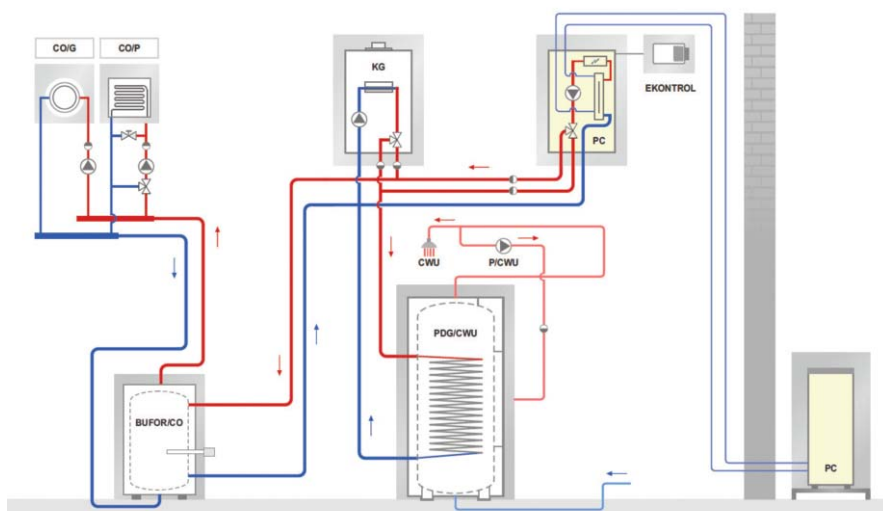 CO/G
CO/P
KG
PC
EKONTROL
CWU
P/CWU
PDG/CWU
BUFOR/CO
PC